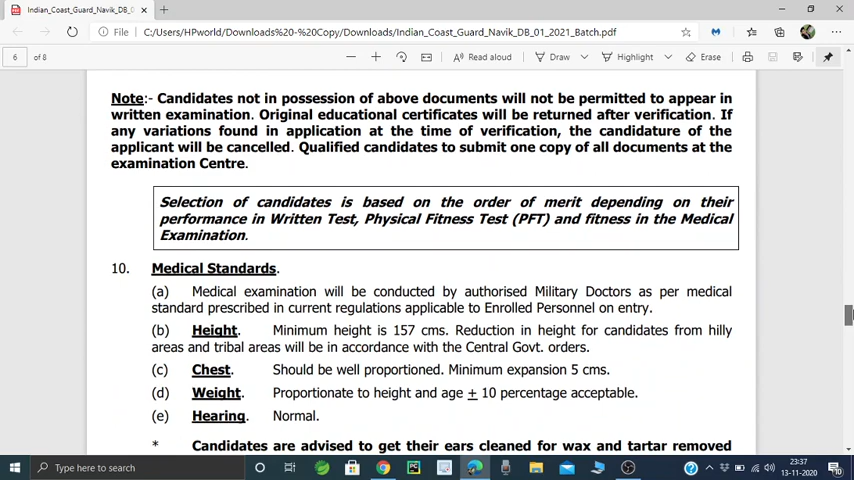 Indian_Coast_Guard_Navik_DB_0
File
C:/Users/HPworld/Downloads%20-%20Copy/Downloads/Indian_Coast_Guard_Navik_DB_01_2021_Batch.pdf
6 of 8
Read aloud
Draw
Highlight
Erase
Note:- Candidates not in possession of above documents will not be permitted to appear in
written examination. Original educational certificates will be returned after verification. If
any variations found in application at the time of verification, the candidature of the
applicant will be cancelled. Qualified candidates to submit one copy of all documents at the
examination Centre.
Selection of candidates is based on the order of merit depending on their
performance in Written Test, Physical Fitness Test (PFT) and fitness in the Medical
Examination.
10. Medical Standards.
(a) Medical examination will be conducted by authorised Military Doctors as per medical
standard prescribed in current regulations applicable to Enrolled Personnel on entry.
(b) Height. Minimum height is 157 cms. Reduction in height for candidates from hilly
areas and tribal areas will be in accordance with the Central Govt. orders.
(c) Chest. Should be well proportioned. Minimum expansion 5 cms.
(d) Weight. Proportionate to height and age ± 10 percentage acceptable.
(e) Hearing. Normal.
* Candidates are advised to get their ears cleaned for wax and tartar removed
Type here to search
23:37
13-11-2020
10